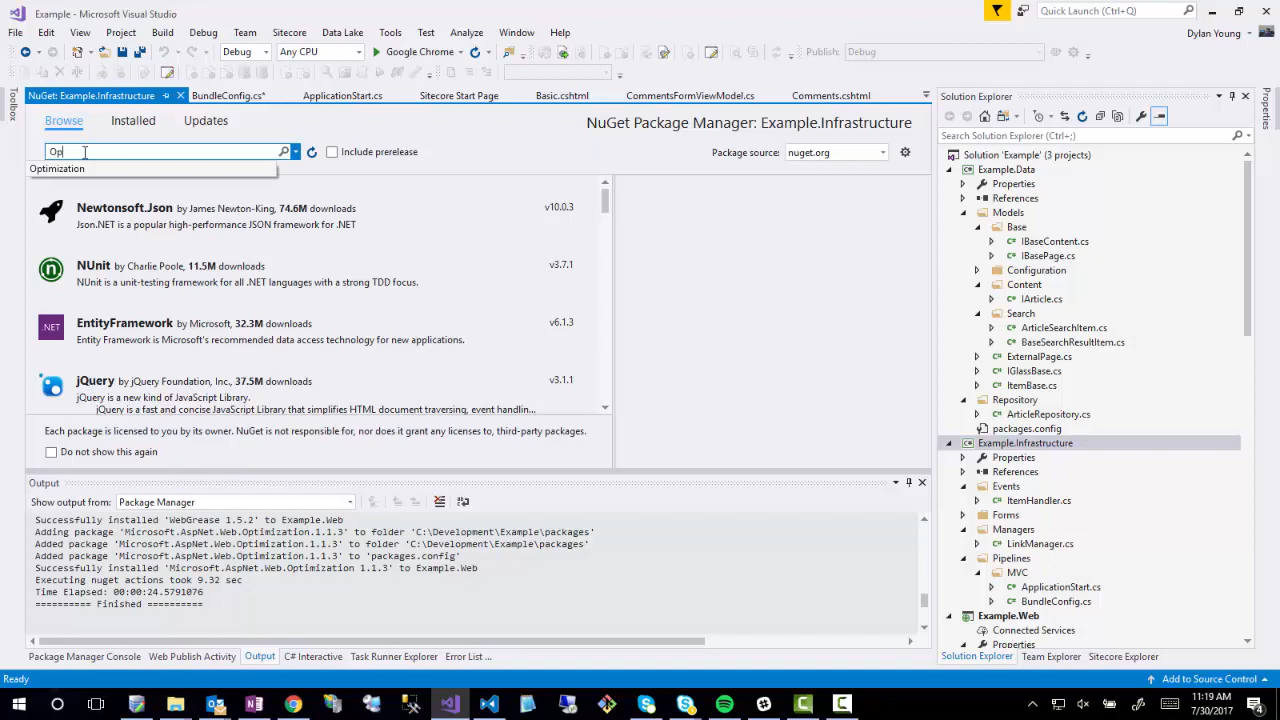 Example - Microsoft Visual Studio
Quick Launch (Ctrl+Q)
File Edit View Project Build Debug Team Sitecore Data Lake Tools Test Analyze Window Help
Dylan Young
Debug Any CPU Google Chrome Publish: Debug
Toolbox
NuGet: Example.Infrastructure BundleConfig.cs* ApplicationStart.cs Sitecore Start Page Basic.cshtml CommentsFormViewModel.cs Comments.cshtml
Browse Installed Updates
NuGet Package Manager: Example.Infrastructure
Op
Include prerelease
Package source: nuget.org
Optimization
Newtonsoft.Json by James Newton-King, 74.6M downloads v10.0.3
Json.NET is a popular high-performance JSON framework for .NET
NUnit by Charlie Poole, 11.5M downloads v3.7.1
NUnit is a unit-testing framework for all .NET languages with a strong TDD focus.
.NET
EntityFramework by Microsoft, 32.3M downloads v6.1.3
Entity Framework is Microsoft's recommended data access technology for new applications.
jQuery by jQuery Foundation, Inc., 37.5M downloads v3.1.1
jQuery is a new kind of JavaScript Library.
jQuery is a fast and concise JavaScript Library that simplifies HTML document traversing, event handlin...
Each package is licensed to you by its owner. NuGet is not responsible for, nor does it grant any licenses to, third-party packages.
Do not show this again
Output
Show output from: Package Manager
Successfully installed 'WebGrease 1.5.2' to Example.Web
Adding package 'Microsoft.AspNet.Web.Optimization.1.1.3' to folder 'C:\Development\Example\packages'
Added package 'Microsoft.AspNet.Web.Optimization.1.1.3' to folder 'C:\Development\Example\packages'
Added package 'Microsoft.AspNet.Web.Optimization.1.1.3' to 'packages.config'
Successfully installed 'Microsoft.AspNet.Web.Optimization 1.1.3' to Example.Web
Executing nuget actions took 9.32 sec
Time Elapsed: 00:00:24.5791076
========== Finished ==========
Package Manager Console Web Publish Activity Output C# Interactive Task Runner Explorer Error List ...
Solution Explorer
Search Solution Explorer (Ctrl+;)
Solution 'Example' (3 projects)
Example.Data
Properties
References
Models
Base
IBaseContent.cs
IBasePage.cs
Configuration
Content
IArticle.cs
Search
ArticleSearchItem.cs
BaseSearchResultItem.cs
ExternalPage.cs
IGlassBase.cs
ItemBase.cs
Repository
ArticleRepository.cs
packages.config
Example.Infrastructure
Properties
References
Events
ItemHandler.cs
Forms
Managers
LinkManager.cs
Pipelines
MVC
ApplicationStart.cs
BundleConfig.cs
Example.Web
Connected Services
Properties
Solution Explorer Team Explorer Sitecore Explorer
Properties
Ready
Add to Source Control
11:19 AM
7/30/2017
4